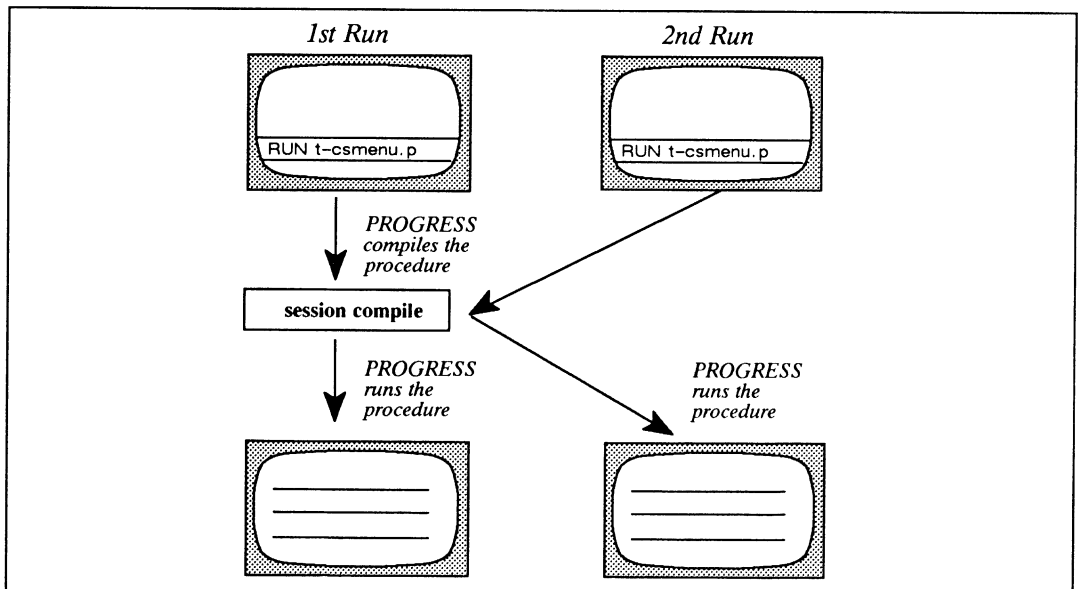 1st Run
2nd Run
RUN t-csmenu.p
RUN t-csmenu.p
PROGRESS
compiles the
procedure
session compile
PROGRESS
runs the
procedure
PROGRESS
runs the
procedure